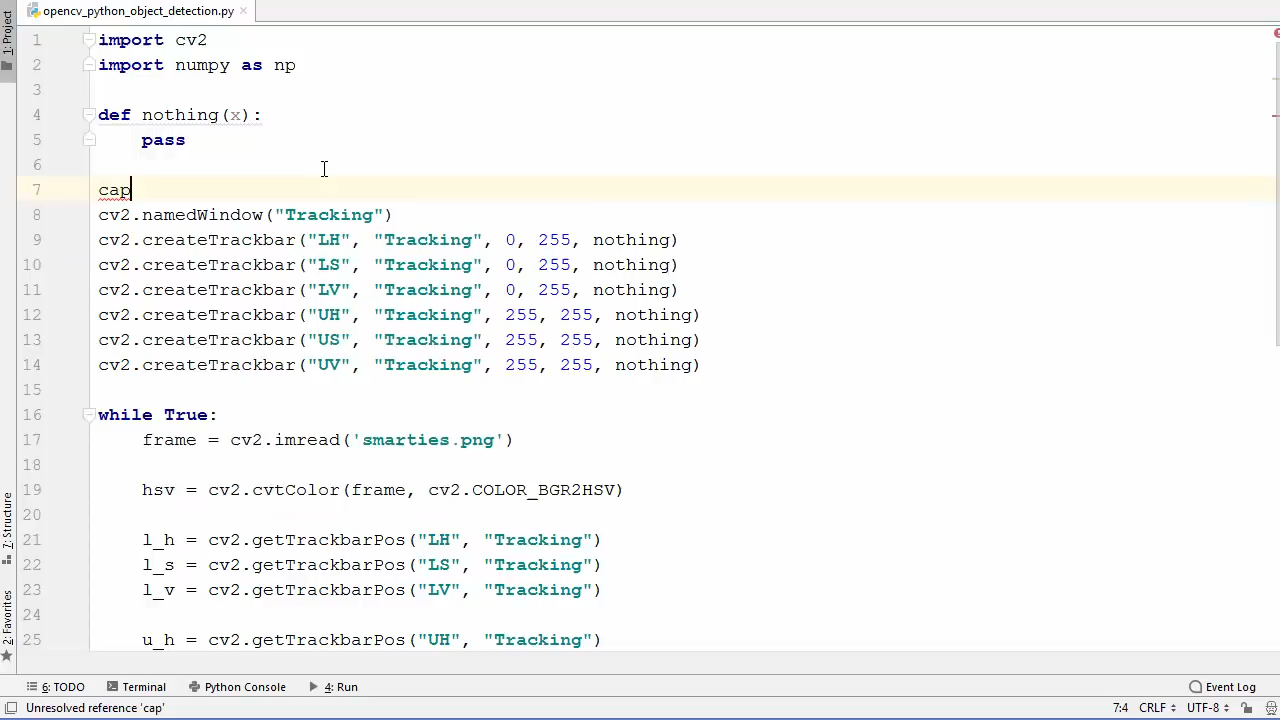 opencv_python_object_detection.py
1: Project
1 import cv2
2 import numpy as np
3
4 def nothing(x):
5 pass
6
7 cap
8 cv2.namedWindow("Tracking")
9 cv2.createTrackbar("LH", "Tracking", 0, 255, nothing)
10 cv2.createTrackbar("LS", "Tracking", 0, 255, nothing)
11 cv2.createTrackbar("LV", "Tracking", 0, 255, nothing)
12 cv2.createTrackbar("UH", "Tracking", 255, 255, nothing)
13 cv2.createTrackbar("US", "Tracking", 255, 255, nothing)
14 cv2.createTrackbar("UV", "Tracking", 255, 255, nothing)
15
16 while True:
17 frame = cv2.imread('smarties.png')
18
19 hsv = cv2.cvtColor(frame, cv2.COLOR_BGR2HSV)
20
21 l_h = cv2.getTrackbarPos("LH", "Tracking")
22 l_s = cv2.getTrackbarPos("LS", "Tracking")
23 l_v = cv2.getTrackbarPos("LV", "Tracking")
24
25 u_h = cv2.getTrackbarPos("UH", "Tracking")
7: Structure
2: Favorites
6: TODO Terminal Python Console 4: Run Event Log
Unresolved reference 'cap' 7:4 CRLF UTF-8